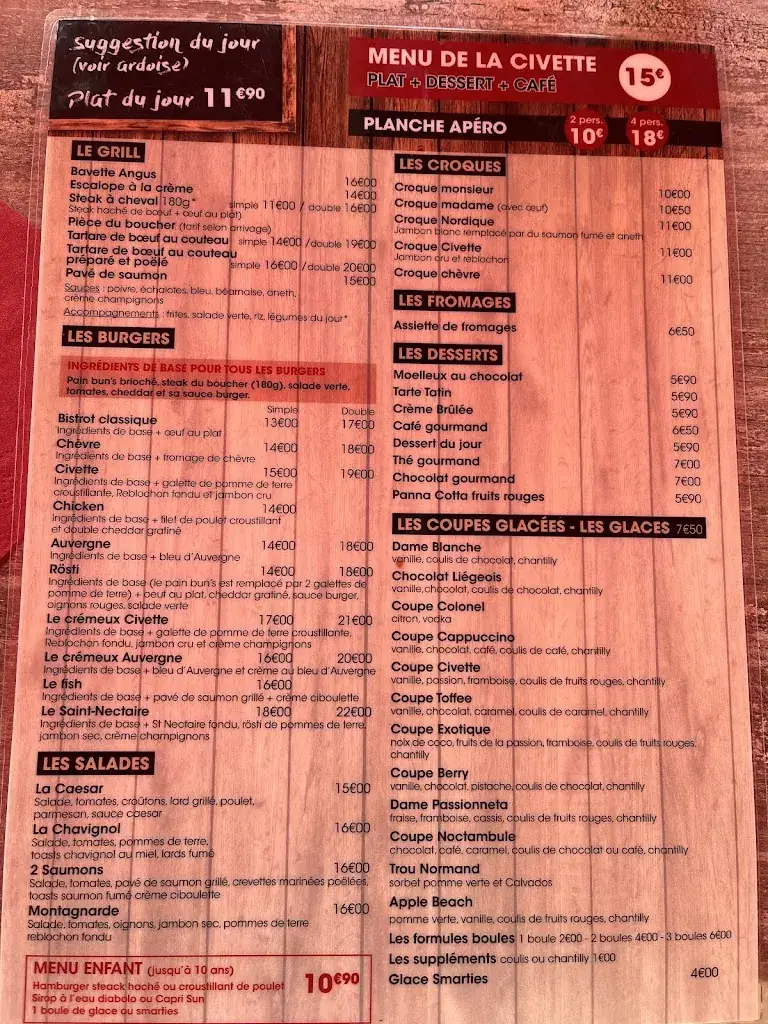 suggestion du jour
(voir ardoise)
Plat du jour 11€90
MENU DE LA CIVETTE
PLAT + DESSERT + CAFÉ
15€
PLANCHE APÉRO
2 pers.
10€
4 pers.
18€
LE GRILL
Bavette Angus 16€00
Escalope à la crème 14€00
Steak à cheval 180g* simple 11€00 / double 16€00
Steak haché de bœuf + œuf au plat)
Pièce du boucher (tarif selon arrivage)
Tartare de bœuf au couteau simple 14€00 / double 19€00
Tartare de bœuf au couteau
préparé et poêlé simple 16€00 /double 20€00
Pavé de saumon 15€00
Sauces : poivre, échalotes, bleu, béarnaise, aneth,
crème champignons
Accompagnements : frites, salade verte, riz, légumes du jour*
LES BURGERS
INGRÉDIENTS DE BASE POUR TOUS LES BURGERS
Pain bun's brioché, steak du boucher (180g), salade verte,
tomates, cheddar et sa sauce burger.
Simple Double
Bistrot classique 13€00 17€00
Ingrédients de base + œuf au plat
Chèvre 14€00 18€00
Ingrédients de base + fromage de chèvre
Civette 15€00 19€00
Ingrédients de base + galette de pomme de terre
croustillante, Reblochon fondu et jambon cru
Chicken 14€00
Ingrédients de base + filet de poulet croustillant
et double cheddar gratiné
Auvergne 14€00 18€00
Ingrédients de base + bleu d'Auvergne
Rösti 14€00 18€00
Ingrédients de base (le pain bun's est remplacé par 2 galettes de
pomme de terre) + oeuf au plat, cheddar gratiné, sauce burger,
oignons rouges, salade verte
Le crémeux Civette 17€00 21€00
Ingrédients de base + galette de pomme de terre croustillante,
Reblochon fondu, jambon cru et crème champignons
Le crémeux Auvergne 16€00 20€00
Ingrédients de base + bleu d'Auvergne et crème au bleu d'Auvergne
Le fish 16€00
Ingrédients de base + pavé de saumon grillé + crème ciboulette
Le Saint-Nectaire 18€00 22€00
Ingrédients de base + St Nectaire fondu, rösti de pommes de terre,
jambon sec, crème champignons
LES SALADES
La Caesar 15€00
Salade, tomates, croûtons, lard grillé, poulet,
parmesan, sauce caesar
La Chavignol 16€00
Salade, tomates, pommes de terre,
toasts chavignol au miel, lards fumé
2 Saumons 16€00
Salade, tomates, pavé de saumon grillé, crevettes marinées poêlées,
toasts saumon fumé crème ciboulette
Montagnarde 16€00
Salade, tomates, oignons, jambon sec, pommes de terre
reblochon fondu
MENU ENFANT (jusqu'à 10 ans)
Hamburger steack haché ou croustillant de poulet
Sirop à l'eau diabolo ou Capri Sun
1 boule de glace ou smarties
10€90
LES CROQUES
Croque monsieur 10€00
Croque madame (avec œuf) 10€50
Croque Nordique 11€00
Jambon blanc remplacé par du saumon fumé et aneth
Croque Civette 11€00
Jambon cru et reblochon
Croque chèvre 11€00
LES FROMAGES
Assiette de fromages 6€50
LES DESSERTS
Moelleux au chocolat 5€90
Tarte Tatin 5€90
Crème Brûlée 5€90
Café gourmand 6€50
Dessert du jour 5€90
Thé gourmand 7€00
Chocolat gourmand 7€00
Panna Cotta fruits rouges 5€90
LES COUPES GLACÉES - LES GLACES 7€50
Dame Blanche
vanille, coulis de chocolat, chantilly
Chocolat Liégeois
vanille, chocolat, coulis de chocolat, chantilly
Coupe Colonel
citron, vodka
Coupe Cappuccino
vanille, chocolat, café, coulis de café, chantilly
Coupe Civette
vanille, passion, framboise, coulis de fruits rouges, chantilly
Coupe Toffee
vanille, chocolat, caramel, coulis de caramel, chantilly
Coupe Exotique
noix de coco, fruits de la passion, framboise, coulis de fruits rouges,
chantilly
Coupe Berry
vanille, chocolat, pistache, coulis de chocolat, chantilly
Dame Passionneta
fraise, framboise, cassis, coulis de fruits rouges, chantilly
Coupe Noctambule
chocolat, café, caramel, coulis de chocolat ou cafè, chantilly
Trou Normand
sorbet pomme verte et Calvados
Apple Beach
pomme verte, vanille, coulis de fruits rouges, chantilly
Les formules boules 1 boule 2€00 - 2 boules 4€00 - 3 boules 6€00
Les suppléments coulis ou chantilly 1€00
Glace Smarties 4€00